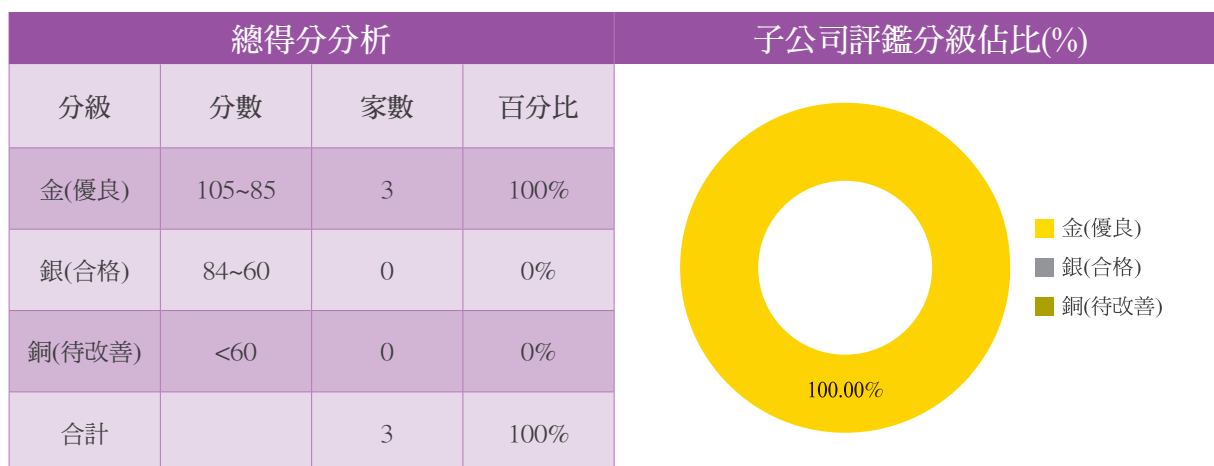 總得分分析
子公司評鑑分級佔比(%)
分級 分數 家數 百分比
金(優良) 105~85 3 100%
銀(合格) 84~60 0 0%
銅(待改善) <60 0 0%
合計 3 100%
100.00%
金(優良)
銀(合格)
銅(待改善)